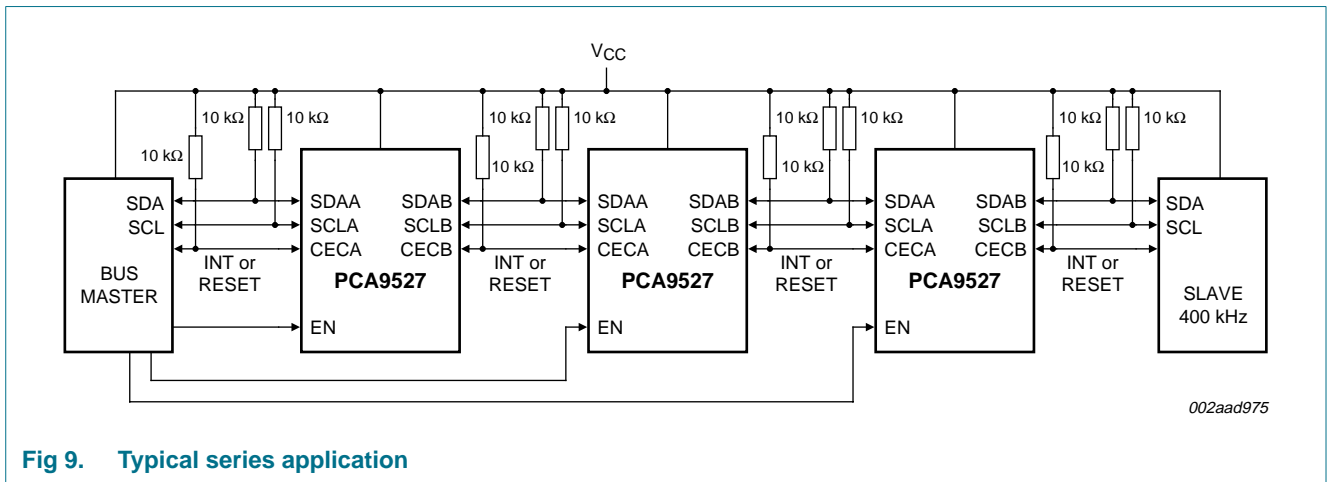 VCC
10 kΩ
10 kΩ
10 kΩ
10 kΩ
10 kΩ
10 kΩ
10 kΩ
10 kΩ
10 kΩ
10 kΩ
10 kΩ
10 kΩ
SDA
SCL
BUS
MASTER
SDAA
SCLA
CECA
SDAB
SCLB
CECB
PCA9527
EN
INT or
RESET
SDAA
SCLA
CECA
SDAB
SCLB
CECB
PCA9527
EN
INT or
RESET
SDAA
SCLA
CECA
SDAB
SCLB
CECB
PCA9527
EN
INT or
RESET
INT or
RESET
SDA
SCL
SLAVE
400 kHz
002aad975
Fig 9. Typical series application